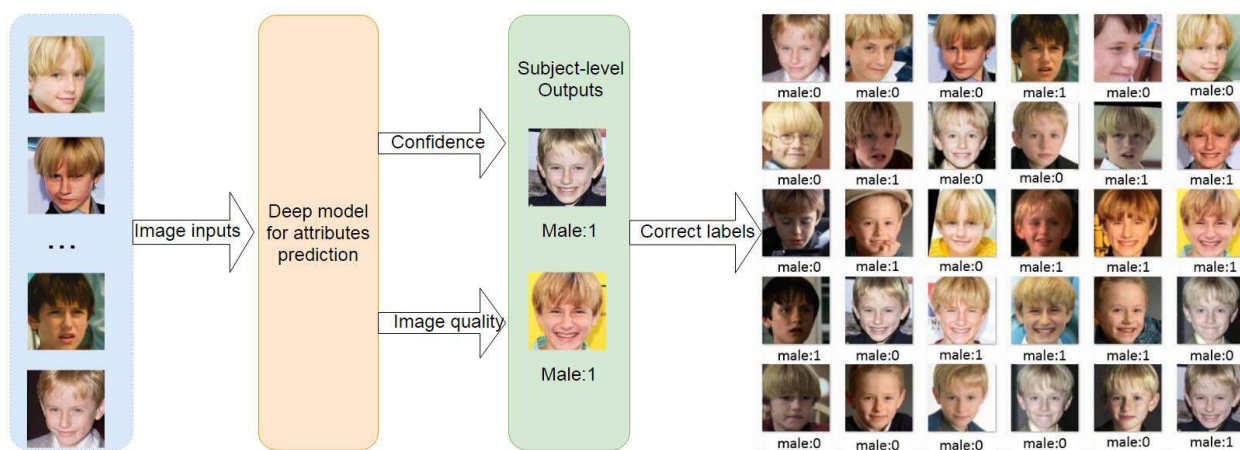 Image inputs
Deep model
for attributes
prediction
Confidence
Image quality
Subject-level
Outputs
Male:1
Male:1
Correct labels
male:0 male:0 male:0 male:1 male:0 male:0
male:0 male:1 male:0 male:0 male:1 male:1
male:0 male:1 male:0 male:1 male:1 male:1
male:1 male:0 male:1 male:1 male:1 male:0
male:0 male:0 male:0 male:0 male:0 male:1